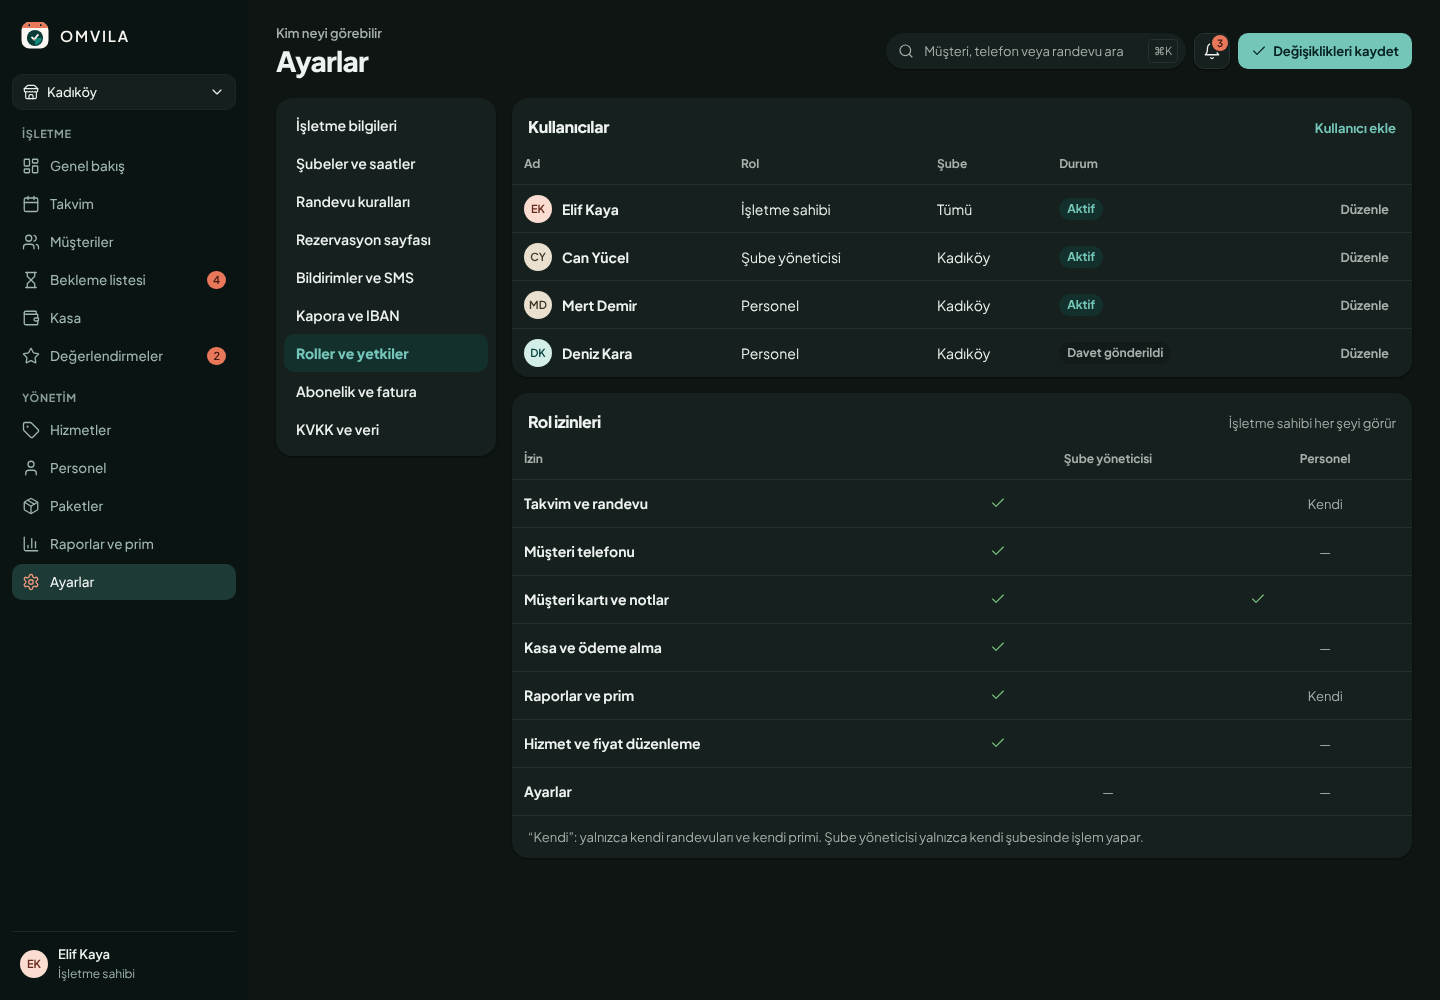 OMVILA
Kadıköy
İŞLETME
Genel bakış
Takvim
Müşteriler
Bekleme listesi 4
Kasa
Değerlendirmeler 2
YÖNETİM
Hizmetler
Personel
Paketler
Raporlar ve prim
Ayarlar
EK Elif Kaya
İşletme sahibi
Kim neyi görebilir
Ayarlar
Müşteri, telefon veya randevu ara ⌘K
3
Değişiklikleri kaydet
İşletme bilgileri
Şubeler ve saatler
Randevu kuralları
Rezervasyon sayfası
Bildirimler ve SMS
Kapora ve IBAN
Roller ve yetkiler
Abonelik ve fatura
KVKK ve veri
Kullanıcılar Kullanıcı ekle
Ad Rol Şube Durum
EK Elif Kaya İşletme sahibi Tümü Aktif Düzenle
CY Can Yücel Şube yöneticisi Kadıköy Aktif Düzenle
MD Mert Demir Personel Kadıköy Aktif Düzenle
DK Deniz Kara Personel Kadıköy Davet gönderildi Düzenle
Rol izinleri İşletme sahibi her şeyi görür
İzin Şube yöneticisi Personel
Takvim ve randevu ✓ Kendi
Müşteri telefonu ✓ —
Müşteri kartı ve notlar ✓ ✓
Kasa ve ödeme alma ✓ —
Raporlar ve prim ✓ Kendi
Hizmet ve fiyat düzenleme ✓ —
Ayarlar — —
“Kendi”: yalnızca kendi randevuları ve kendi primi. Şube yöneticisi yalnızca kendi şubesinde işlem yapar.